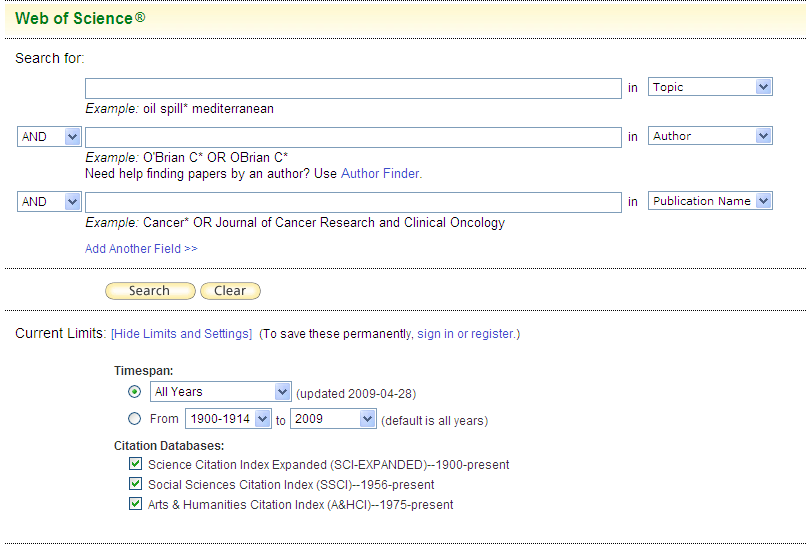 Web of Science®
Search for:
in Topic
Example: oil spill* mediterranean
AND in Author
Example: O'Brian C* OR OBrian C*
Need help finding papers by an author? Use Author Finder.
AND in Publication Name
Example: Cancer* OR Journal of Cancer Research and Clinical Oncology
Add Another Field >>
Search Clear
Current Limits: [Hide Limits and Settings] (To save these permanently, sign in or register.)
Timespan:
All Years (updated 2009-04-28)
From 1900-1914 to 2009 (default is all years)
Citation Databases:
Science Citation Index Expanded (SCI-EXPANDED)--1900-present
Social Sciences Citation Index (SSCI)--1956-present
Arts & Humanities Citation Index (A&HCI)--1975-present